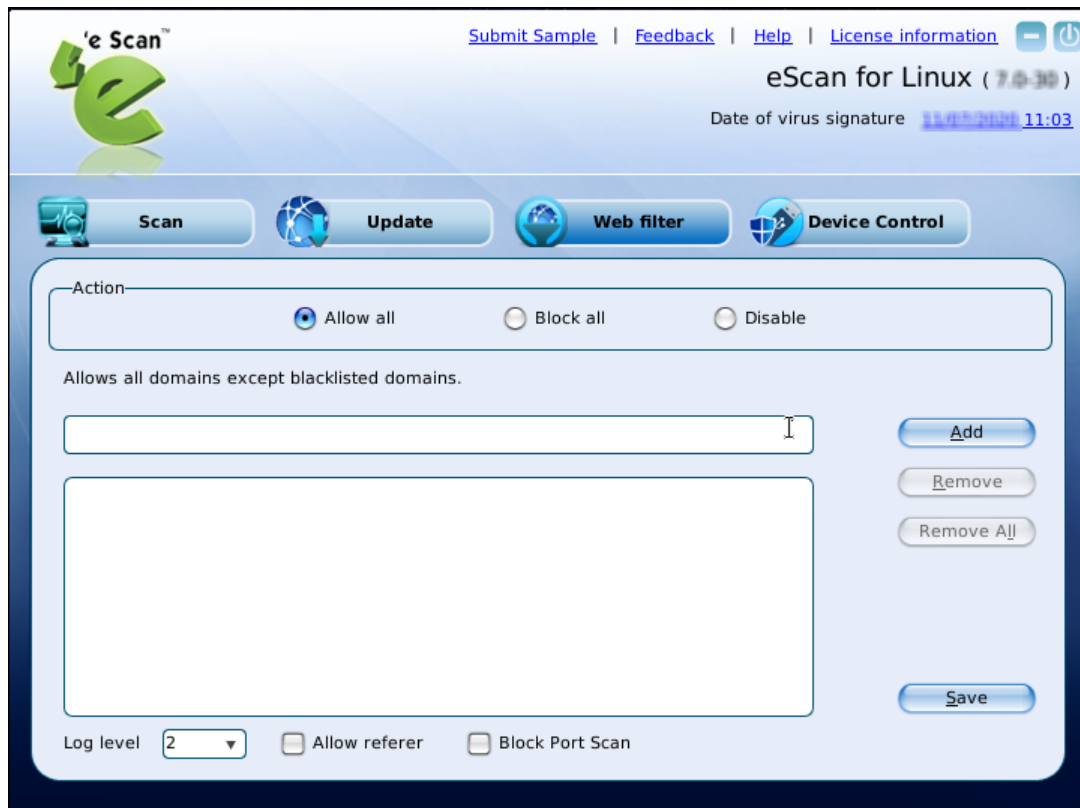 'e Scan™
Submit Sample | Feedback | Help | License information
eScan for Linux ( )
Date of virus signature 11:03
Scan
Update
Web filter
Device Control
Action
Allow all
Block all
Disable
Allows all domains except blacklisted domains.
Add
Remove
Remove All
Save
Log level 2
Allow referer
Block Port Scan